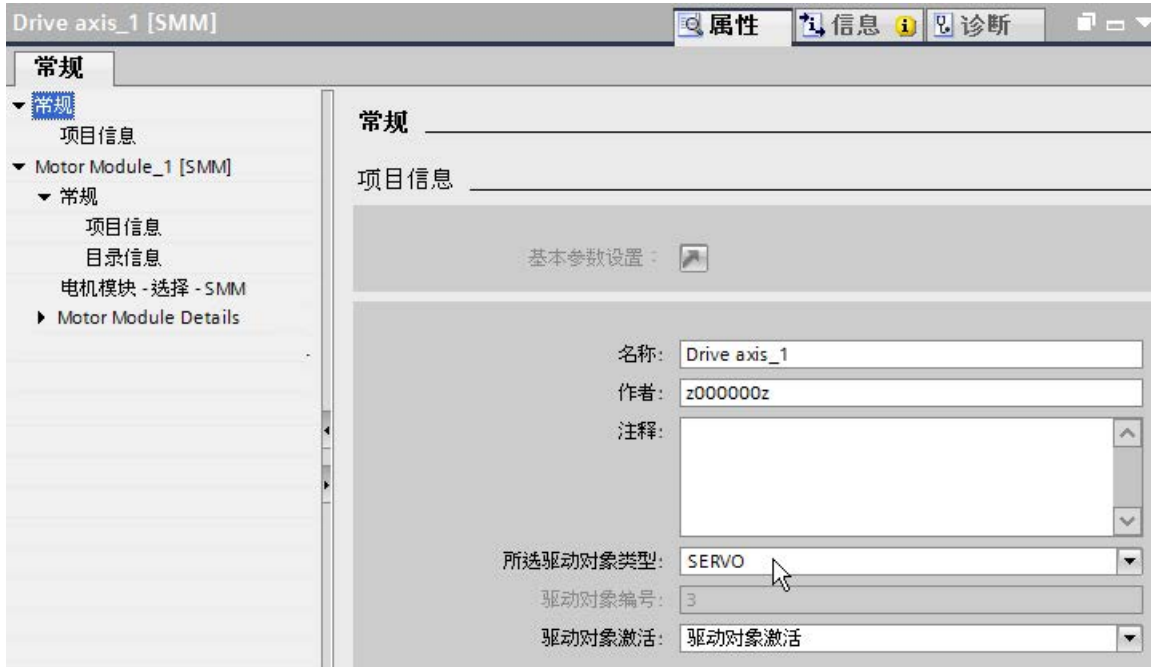 Drive axis_1 [SMM]
属性
信息
诊断
常规
常规
项目信息
Motor Module_1 [SMM]
常规
项目信息
目录信息
电机模块 -选择 - SMM
Motor Module Details
常规
项目信息
基本参数设置：
名称: Drive axis_1
作者: z000000z
注释:
所选驱动对象类型: SERVO
驱动对象编号: 3
驱动对象激活: 驱动对象激活